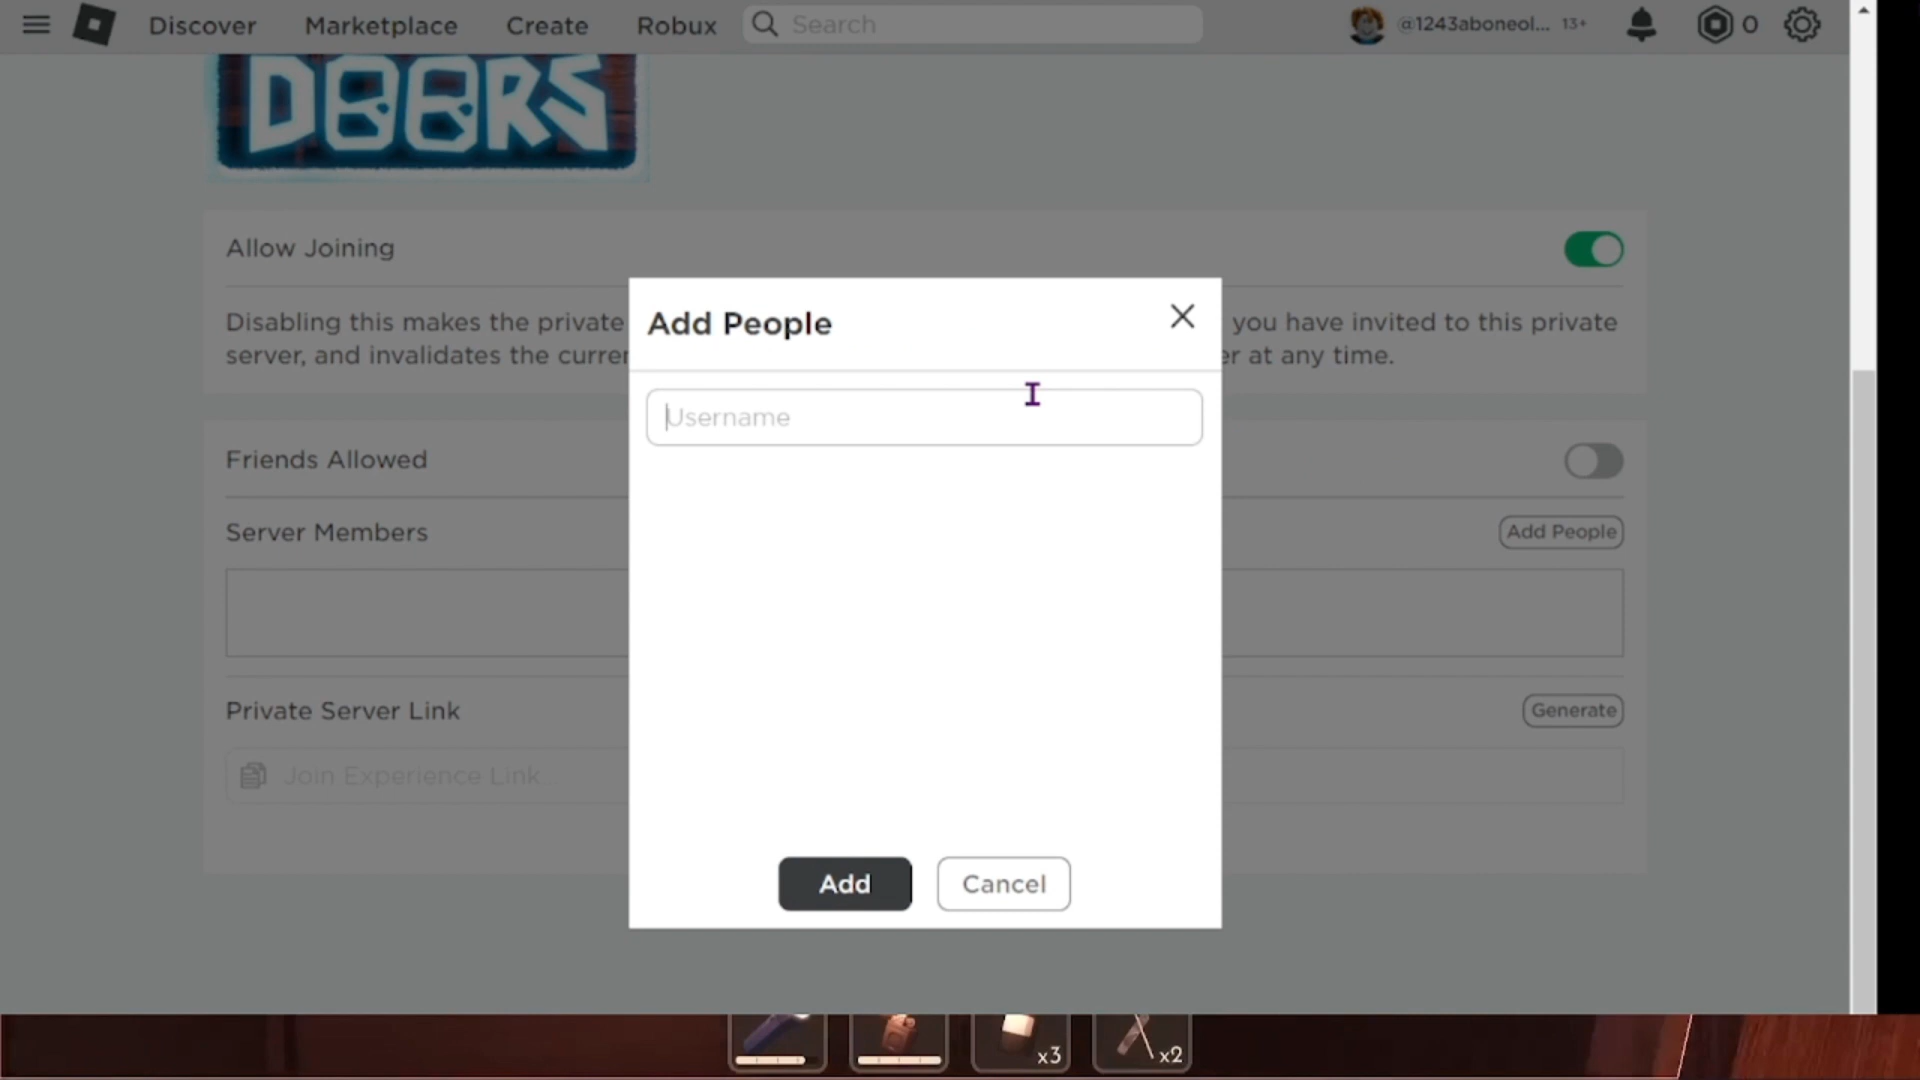 Discover Marketplace Create Robux Search @1243aboneol... 13+ 0
DOORS
Allow Joining
Add People
Disabling this makes the private you have invited to this private
server, and invalidates the curre er at any time.
Username
Friends Allowed
Server Members Add People
Private Server Link Generate
Join Experience Link...
Add Cancel
x3 x2